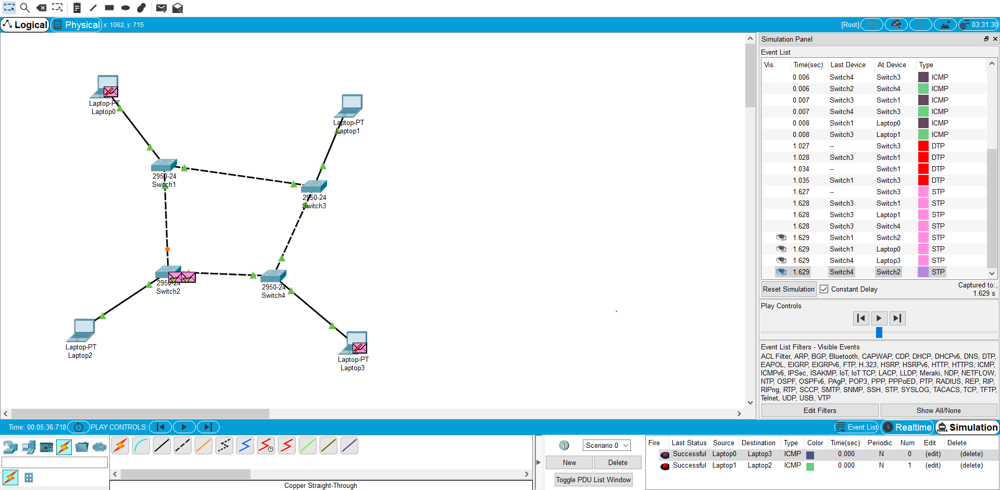 Logical
Physical
x: 1062, y: 715
[Root]
03:31:30
Laptop-PT
Laptop0
Laptop-PT
Laptop1
2950-24
Switch1
2950-24
Switch3
2950-24
Switch2
2950-24
Switch4
Laptop-PT
Laptop2
Laptop-PT
Laptop3
Simulation Panel
Event List
Vis. Time(sec) Last Device At Device Type
0.006 Switch4 Switch3 ICMP
0.006 Switch2 Switch4 ICMP
0.007 Switch3 Switch1 ICMP
0.007 Switch4 Switch3 ICMP
0.008 Switch1 Laptop0 ICMP
0.008 Switch3 Laptop1 ICMP
1.027 -- Switch3 DTP
1.028 Switch3 Switch1 DTP
1.034 -- Switch1 DTP
1.035 Switch1 Switch3 DTP
1.627 -- Switch3 STP
1.628 Switch3 Switch1 STP
1.628 Switch3 Laptop1 STP
1.628 Switch3 Switch4 STP
1.629 Switch1 Switch2 STP
1.629 Switch1 Laptop0 STP
1.629 Switch4 Laptop3 STP
1.629 Switch4 Switch2 STP
Reset Simulation
Constant Delay
Captured to:
1.629 s
Play Controls
Event List Filters - Visible Events
ACL Filter, ARP, BGP, Bluetooth, CAPWAP, CDP, DHCP, DHCPv6, DNS, DTP,
EAPOL, EIGRP, EIGRPv6, FTP, H.323, HSRP, HSRPv6, HTTP, HTTPS, ICMP,
ICMPv6, IPSec, ISAKMP, IoT, IoT TCP, LACP, LLDP, Meraki, NDP, NETFLOW,
NTP, OSPF, OSPFv6, PAgP, POP3, PPP, PPPoED, PTP, RADIUS, REP, RIP,
RIPng, RTP, SCCP, SMTP, SNMP, SSH, STP, SYSLOG, TACACS, TCP, TFTP,
Telnet, UDP, USB, VTP
Edit Filters
Show All/None
Time: 00:05:36.718
PLAY CONTROLS:
Event List
Realtime
Simulation
Copper Straight-Through
Scenario 0
New
Delete
Toggle PDU List Window
Fire Last Status Source Destination Type Color Time(sec) Periodic Num Edit Delete
Successful Laptop0 Laptop3 ICMP 0.000 N 0 (edit) (delete)
Successful Laptop1 Laptop2 ICMP 0.000 N 1 (edit) (delete)